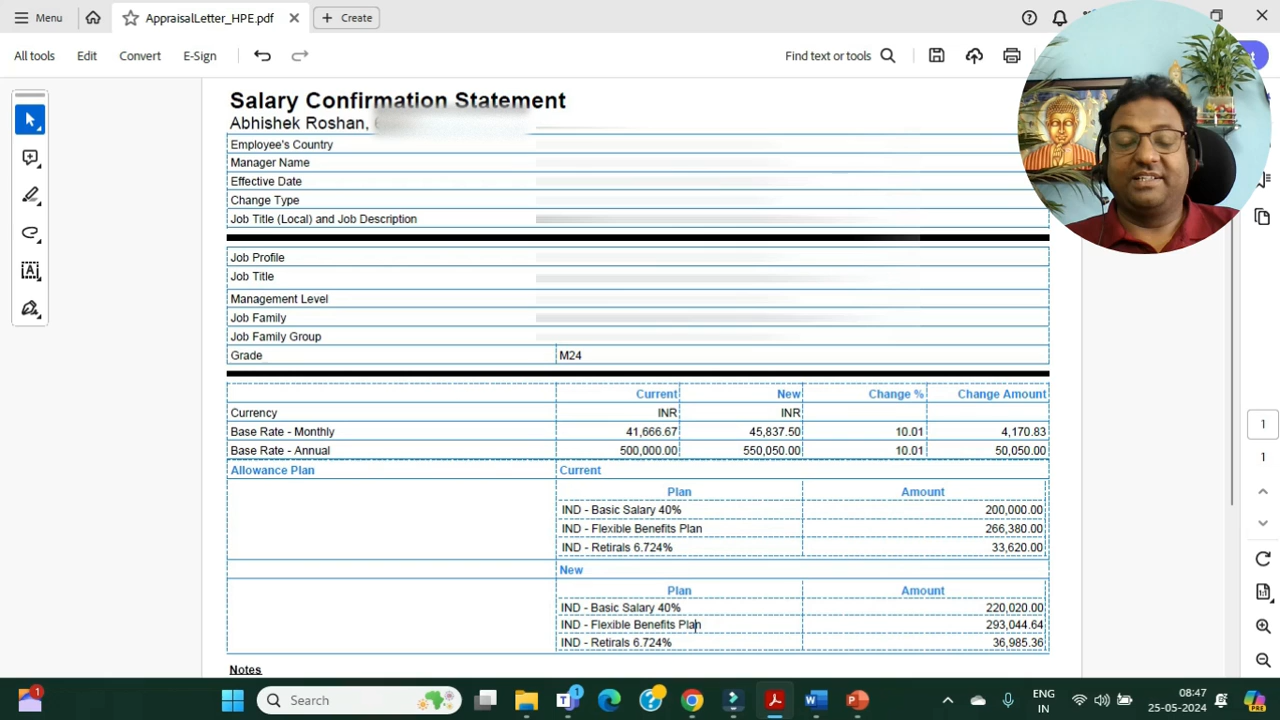 Menu AppraisalLetter_HPE.pdf Create
All tools Edit Convert E-Sign Find text or tools
Salary Confirmation Statement
Abhishek Roshan,
Employee's Country
Manager Name
Effective Date
Change Type
Job Title (Local) and Job Description
Job Profile
Job Title
Management Level
Job Family
Job Family Group
Grade M24
Current New Change % Change Amount
Currency INR INR
Base Rate - Monthly 41,666.67 45,837.50 10.01 4,170.83
Base Rate - Annual 500,000.00 550,050.00 10.01 50,050.00
Allowance Plan Current
Plan Amount
IND - Basic Salary 40% 200,000.00
IND - Flexible Benefits Plan 266,380.00
IND - Retirals 6.724% 33,620.00
New
Plan Amount
IND - Basic Salary 40% 220,020.00
IND - Flexible Benefits Plan 293,044.64
IND - Retirals 6.724% 36,985.36
Notes
1
1
1 Search 1 ENG 08:47
IN 25-05-2024 PRE